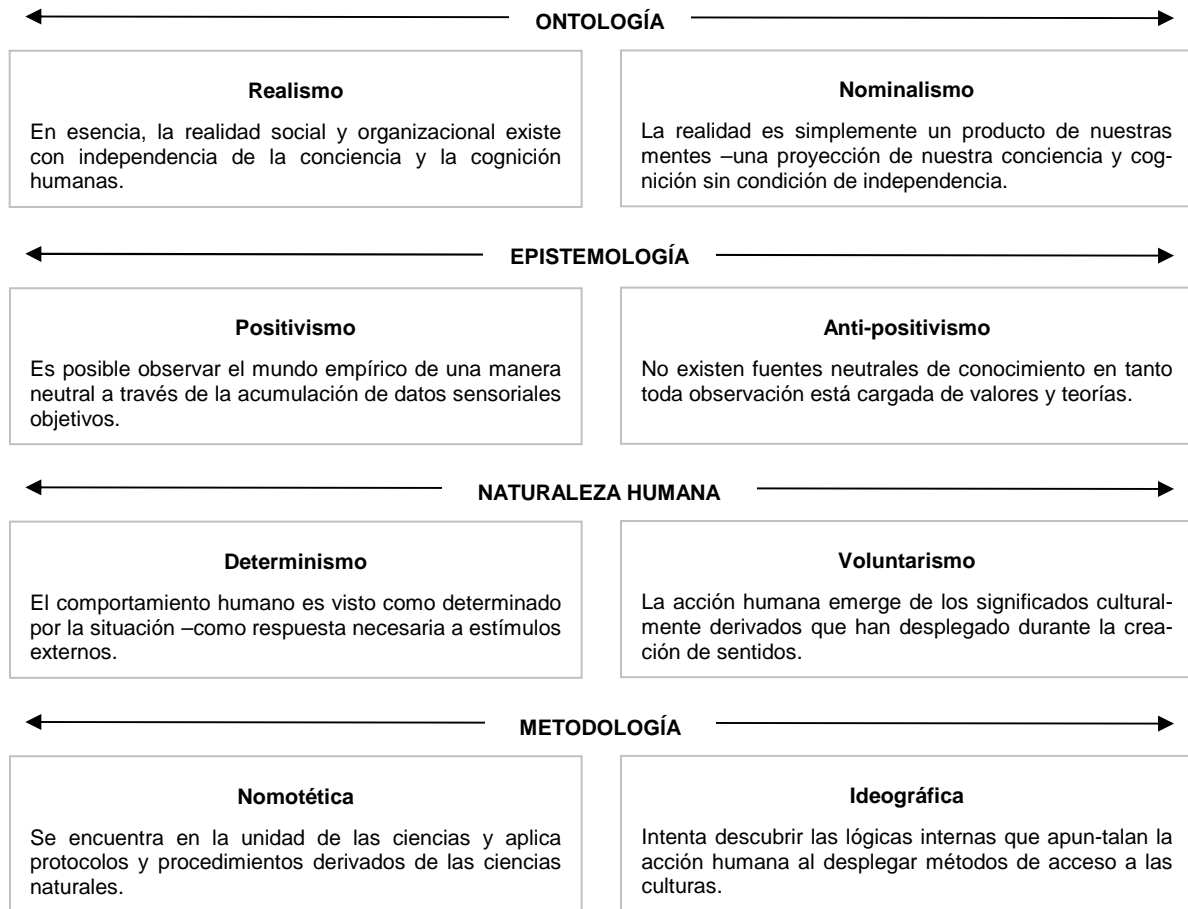 ONTOLOGÍA
Realismo
En esencia, la realidad social y organizacional existe
con independencia de la conciencia y la cognición
humanas.
Nominalismo
La realidad es simplemente un producto de nuestras
mentes –una proyección de nuestra conciencia y cog-
nición sin condición de independencia.
EPISTEMOLOGÍA
Positivismo
Es posible observar el mundo empírico de una manera
neutral a través de la acumulación de datos sensoriales
objetivos.
Anti-positivismo
No existen fuentes neutrales de conocimiento en tanto
toda observación está cargada de valores y teorías.
NATURALEZA HUMANA
Determinismo
El comportamiento humano es visto como determinado
por la situación –como respuesta necesaria a estímulos
externos.
Voluntarismo
La acción humana emerge de los significados cultural-
mente derivados que han desplegado durante la crea-
ción de sentidos.
METODOLOGÍA
Nomotética
Se encuentra en la unidad de las ciencias y aplica
protocolos y procedimientos derivados de las ciencias
naturales.
Ideográfica
Intenta descubrir las lógicas internas que apun-talan la
acción humana al desplegar métodos de acceso a las
culturas.